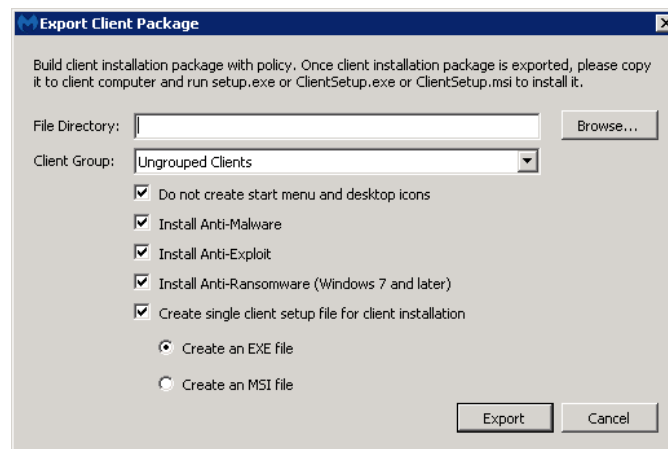 Export Client Package
Build client installation package with policy. Once client installation package is exported, please copy
it to client computer and run setup.exe or ClientSetup.exe or ClientSetup.msi to install it.
File Directory:
Browse...
Client Group:
Ungrouped Clients
Do not create start menu and desktop icons
Install Anti-Malware
Install Anti-Exploit
Install Anti-Ransomware (Windows 7 and later)
Create single client setup file for client installation
Create an EXE file
Create an MSI file
Export
Cancel